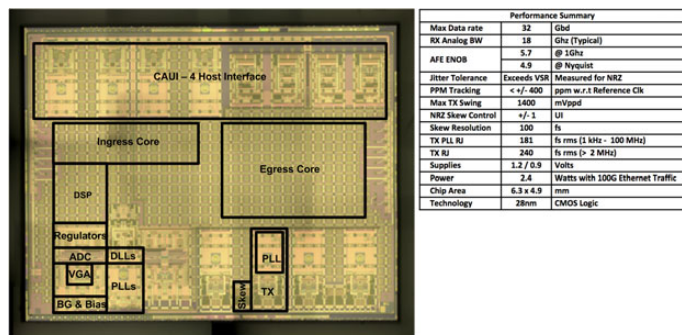 CAUI – 4 Host Interface
Ingress Core
Egress Core
DSP
Regulators
ADC
DLLs
VGA
PLLs
BG & Bias
PLL
Skew
TX
Performance Summary
Max Data rate 32 Gbd
RX Analog BW 18 Ghz (Typical)
AFE ENOB 5.7 @ 1Ghz
4.9 @ Nyquist
Jitter Tolerance Exceeds VSR Measured for NRZ
PPM Tracking < +/- 400 ppm w.r.t Reference Clk
Max TX Swing 1400 mVppd
NRZ Skew Control +/- 1 UI
Skew Resolution 100 fs
TX PLL RJ 181 fs rms (1 kHz - 100 MHz)
TX RJ 240 fs rms (> 2 MHz)
Supplies 1.2 / 0.9 Volts
Power 2.4 Watts with 100G Ethernet Traffic
Chip Area 6.3 x 4.9 mm
Technology 28nm CMOS Logic